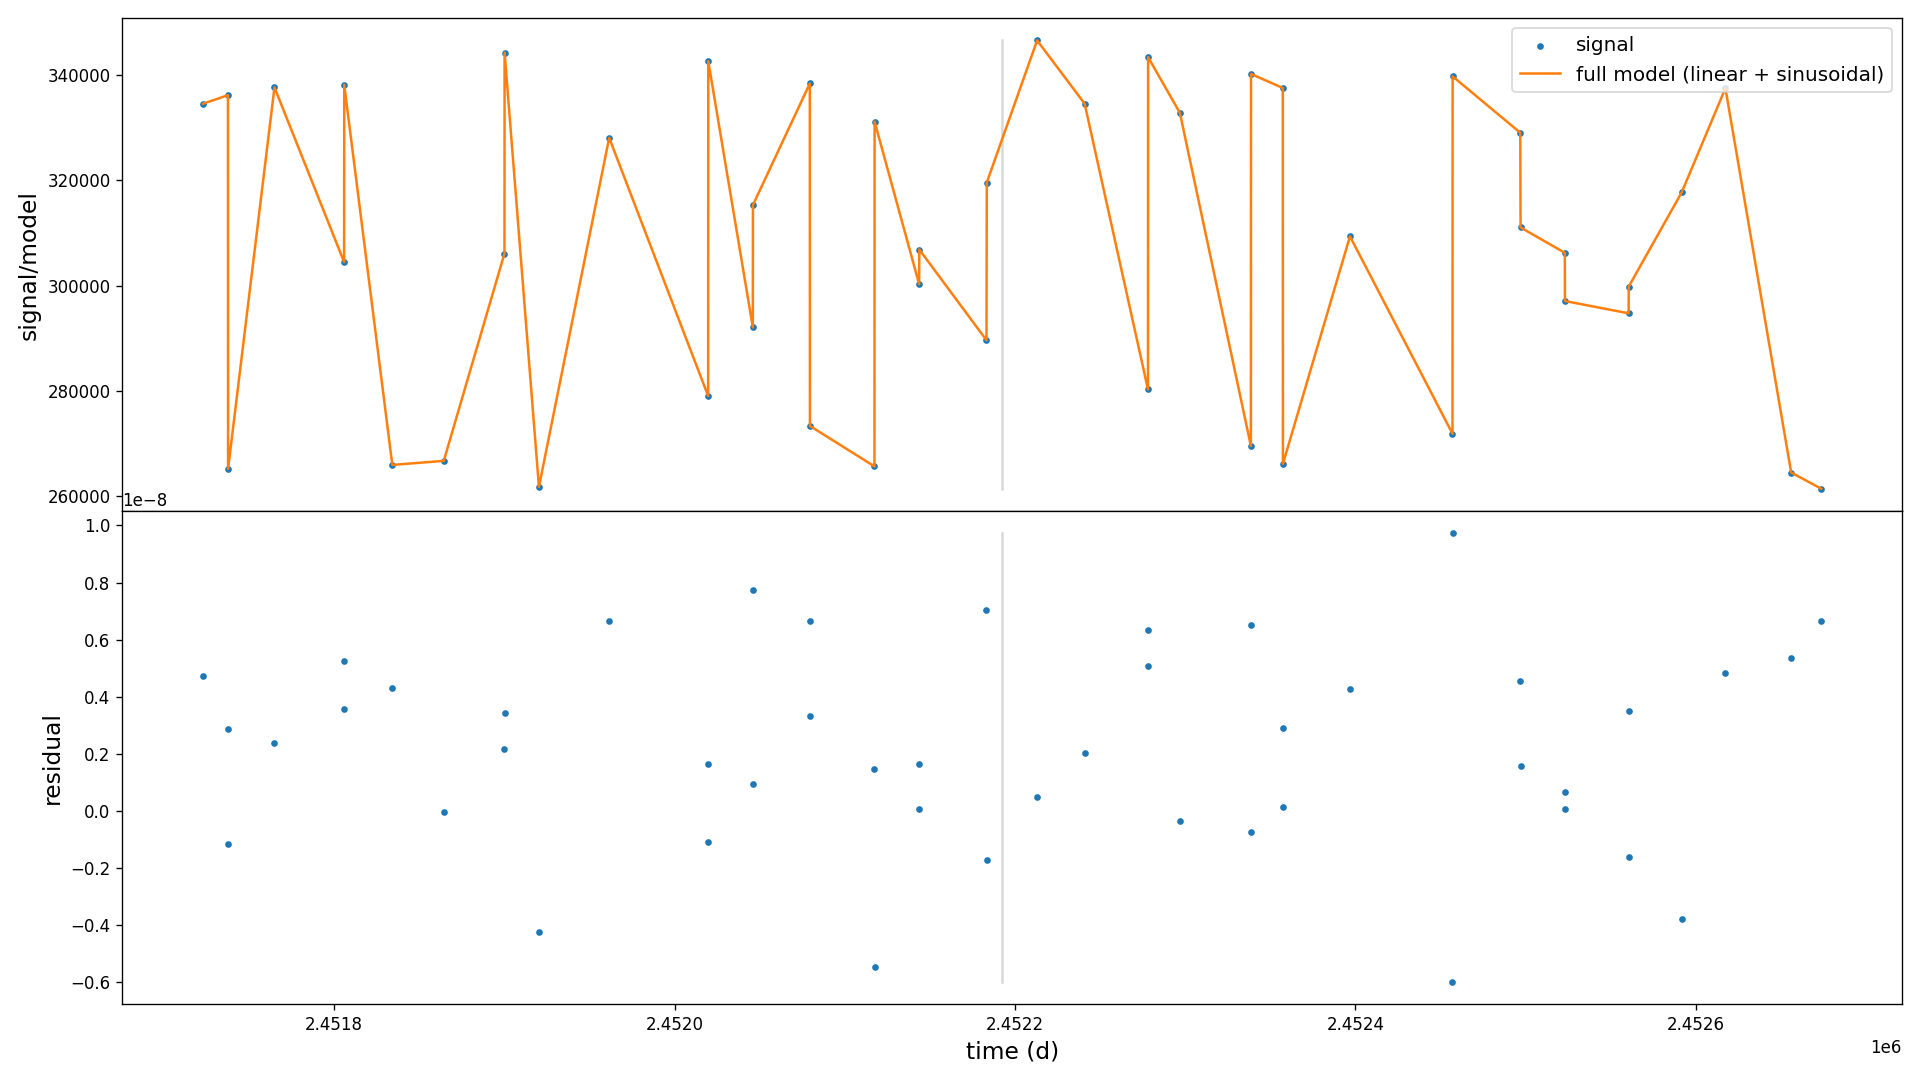 signal
full model (linear + sinusoidal)
340000
320000
300000
280000
260000
signal/model
1e−8
1.0
0.8
0.6
0.4
0.2
0.0
−0.2
−0.4
−0.6
residual
2.4518
2.4520
2.4522
2.4524
2.4526
1e6
time (d)